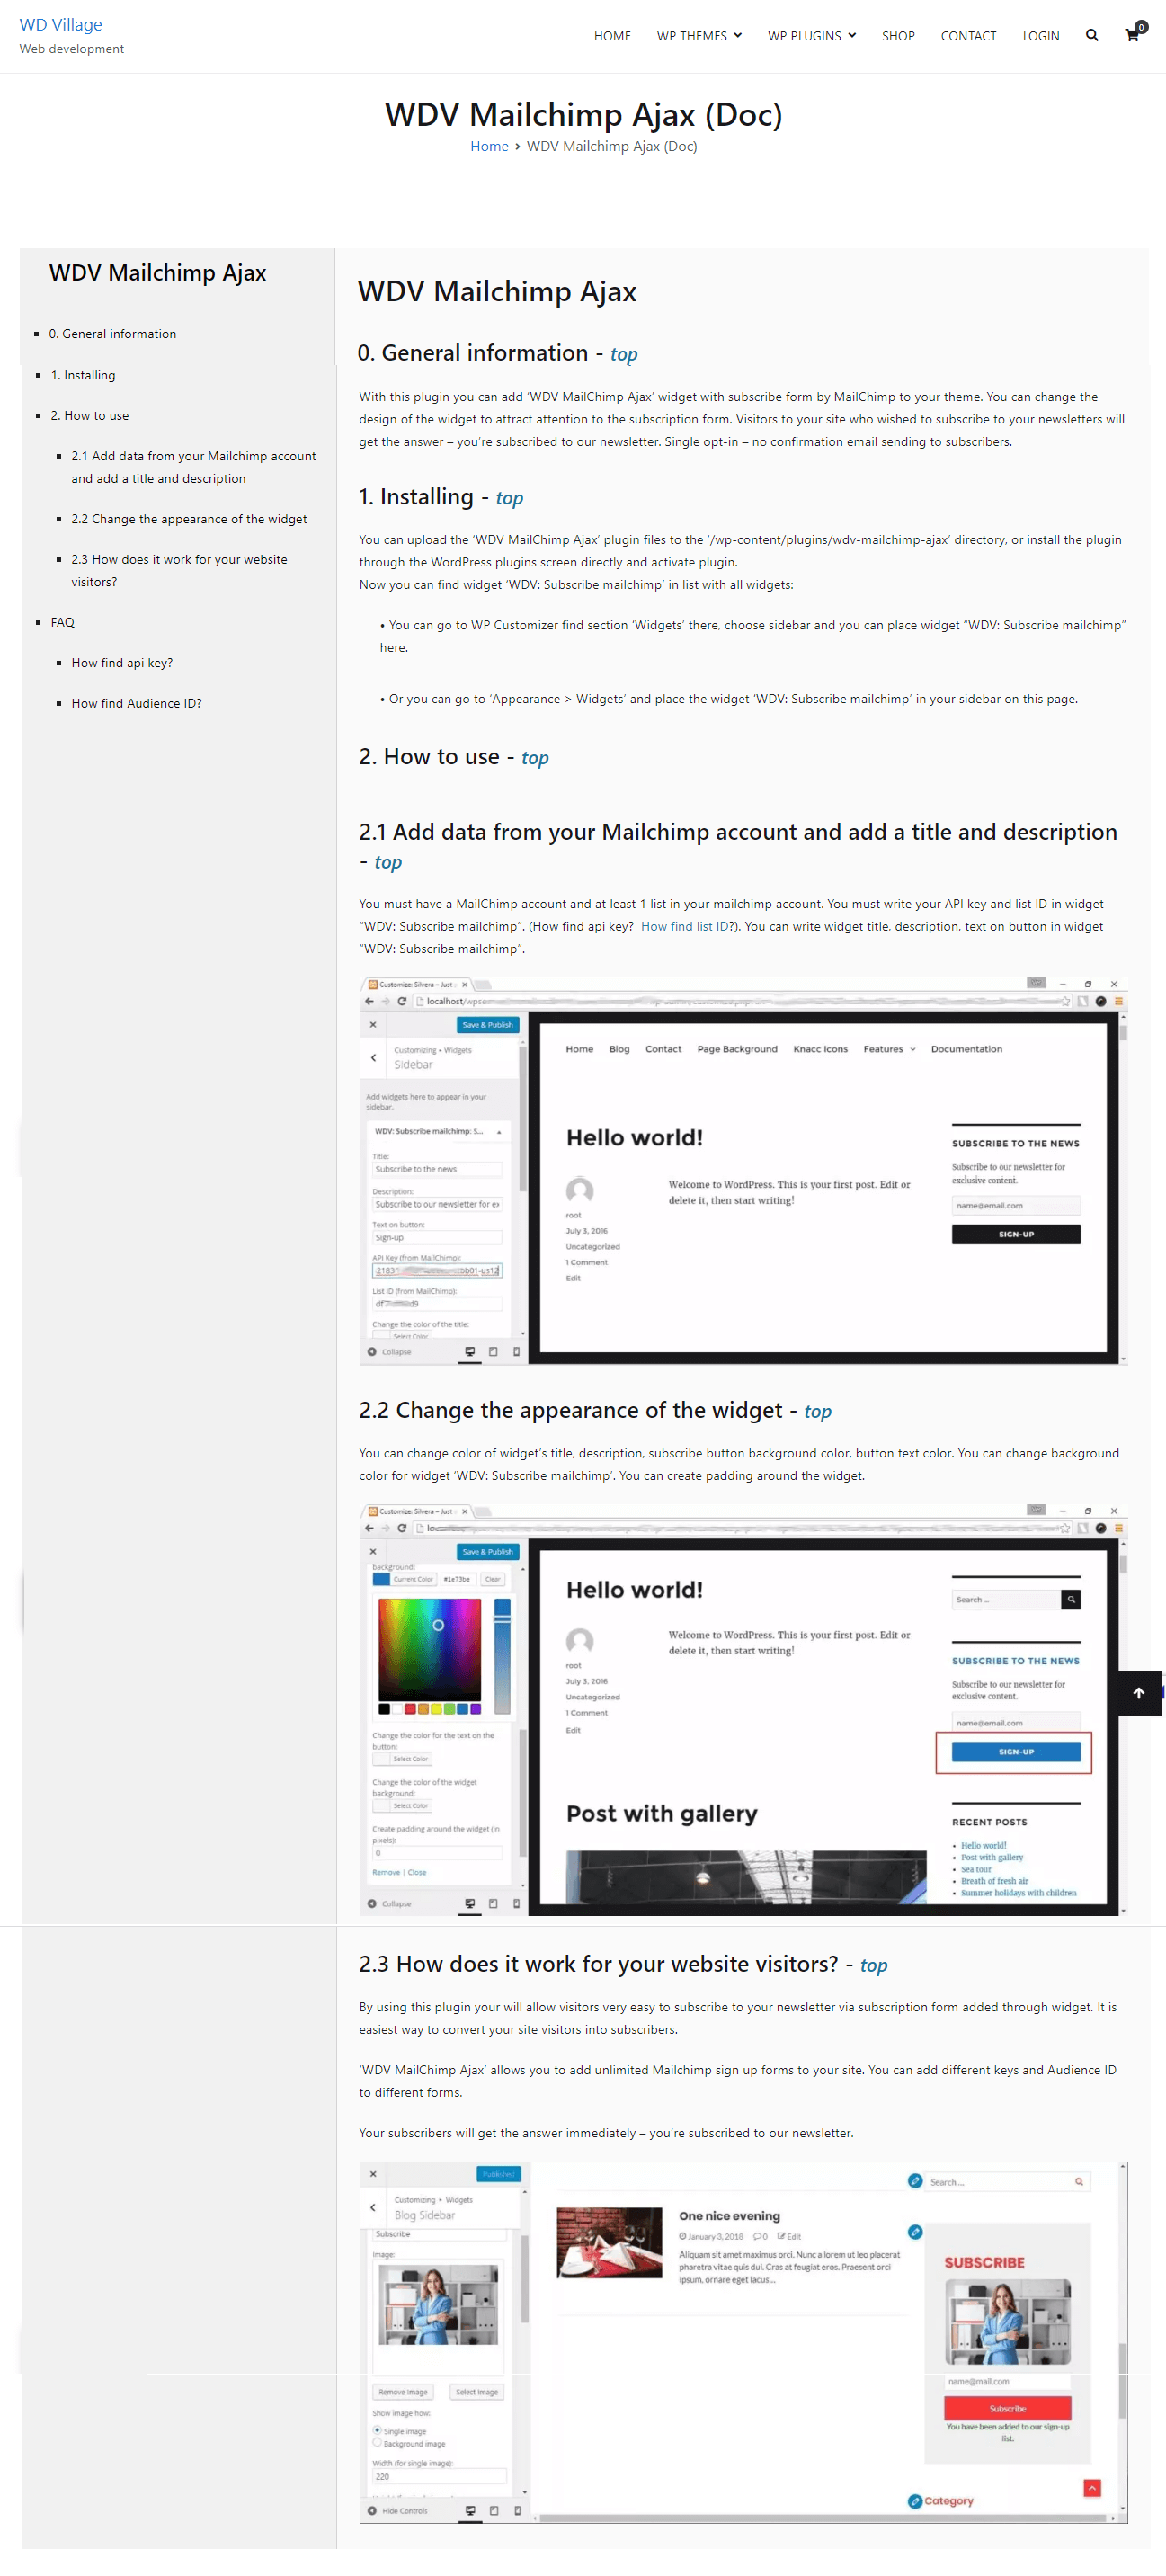 WD Village
Web development
HOME WP THEMES WP PLUGINS SHOP CONTACT LOGIN 0
WDV Mailchimp Ajax (Doc)
Home › WDV Mailchimp Ajax (Doc)
WDV Mailchimp Ajax
▪ 0. General information
▪ 1. Installing
▪ 2. How to use
▪ 2.1 Add data from your Mailchimp account
and add a title and description
▪ 2.2 Change the appearance of the widget
▪ 2.3 How does it work for your website
visitors?
▪ FAQ
▪ How find api key?
▪ How find Audience ID?
WDV Mailchimp Ajax
0. General information - top
With this plugin you can add ‘WDV MailChimp Ajax’ widget with subscribe form by MailChimp to your theme. You can change the
design of the widget to attract attention to the subscription form. Visitors to your site who wished to subscribe to your newsletters will
get the answer – you’re subscribed to our newsletter. Single opt-in – no confirmation email sending to subscribers.
1. Installing - top
You can upload the ‘WDV MailChimp Ajax’ plugin files to the ‘/wp-content/plugins/wdv-mailchimp-ajax’ directory, or install the plugin
through the WordPress plugins screen directly and activate plugin.
Now you can find widget ‘WDV: Subscribe mailchimp’ in list with all widgets:
• You can go to WP Customizer find section ‘Widgets’ there, choose sidebar and you can place widget “WDV: Subscribe mailchimp”
here.
• Or you can go to ‘Appearance > Widgets’ and place the widget ‘WDV: Subscribe mailchimp’ in your sidebar on this page.
2. How to use - top
2.1 Add data from your Mailchimp account and add a title and description
- top
You must have a MailChimp account and at least 1 list in your mailchimp account. You must write your API key and list ID in widget
“WDV: Subscribe mailchimp”. (How find api key? How find list ID?). You can write widget title, description, text on button in widget
“WDV: Subscribe mailchimp”.
Customize: Silvera – Just
localhost/wpse
Save & Publish
Customizing • Widgets
Sidebar
Add widgets here to appear in your
sidebar.
WDV: Subscribe mailchimp: S...
Title:
Subscribe to the news
Description:
Subscribe to our newsletter for ex
Text on button:
Sign-up
API Key (from MailChimp):
List ID (from MailChimp):
Change the color of the title:
Select Color
Collapse
Home Blog Contact Page Background Knacc Icons Features Documentation
Hello world!
root
July 3, 2016
Uncategorized
1 Comment
Edit
Welcome to WordPress. This is your first post. Edit or
delete it, then start writing!
SUBSCRIBE TO THE NEWS
Subscribe to our newsletter for
exclusive content.
name@email.com
SIGN-UP
2.2 Change the appearance of the widget - top
You can change color of widget’s title, description, subscribe button background color, button text color. You can change background
color for widget ‘WDV: Subscribe mailchimp’. You can create padding around the widget.
Customize: Silvera – Just
Save & Publish
background:
Current Color #1e73be Clear
Change the color for the text on the
button:
Select Color
Change the color of the widget
background:
Select Color
Create padding around the widget (in
pixels):
0
Remove | Close
Collapse
Hello world!
root
July 3, 2016
Uncategorized
1 Comment
Edit
Welcome to WordPress. This is your first post. Edit or
delete it, then start writing!
Post with gallery
Search ...
SUBSCRIBE TO THE NEWS
Subscribe to our newsletter for
exclusive content.
name@email.com
SIGN-UP
RECENT POSTS
• Hello world!
• Post with gallery
• Sea tour
• Breath of fresh air
• Summer holidays with children
2.3 How does it work for your website visitors? - top
By using this plugin your will allow visitors very easy to subscribe to your newsletter via subscription form added through widget. It is
easiest way to convert your site visitors into subscribers.
‘WDV MailChimp Ajax’ allows you to add unlimited Mailchimp sign up forms to your site. You can add different keys and Audience ID
to different forms.
Your subscribers will get the answer immediately – you’re subscribed to our newsletter.
Published
Customizing • Widgets
Blog Sidebar
Subscribe
Image:
Remove Image Select Image
Show image how:
Single image
Background image
Width (for single image):
220
Hide Controls
One nice evening
January 3, 2018 0 Edit
Aliquam sit amet maximus orci. Nunc a lorem ut leo placerat
pharetra vitae quis dui. Cras at feugiat eros. Praesent orci
ipsum, ornare eget lacus...
Search ...
SUBSCRIBE
name@mail.com
Subscribe
You have been added to our sign-up
list.
Category